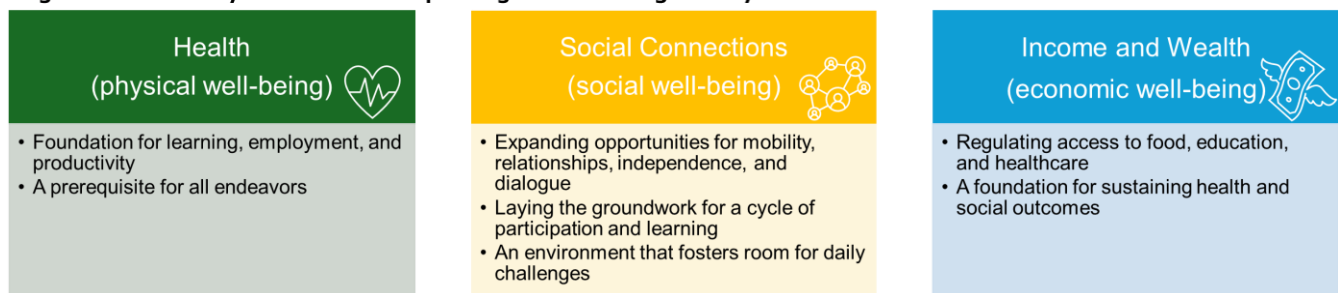 Health
(physical well-being)
• Foundation for learning, employment, and
productivity
• A prerequisite for all endeavors
Social Connections
(social well-being)
• Expanding opportunities for mobility,
relationships, independence, and
dialogue
• Laying the groundwork for a cycle of
participation and learning
• An environment that fosters room for daily
challenges
Income and Wealth
(economic well-being)
• Regulating access to food, education,
and healthcare
• A foundation for sustaining health and
social outcomes